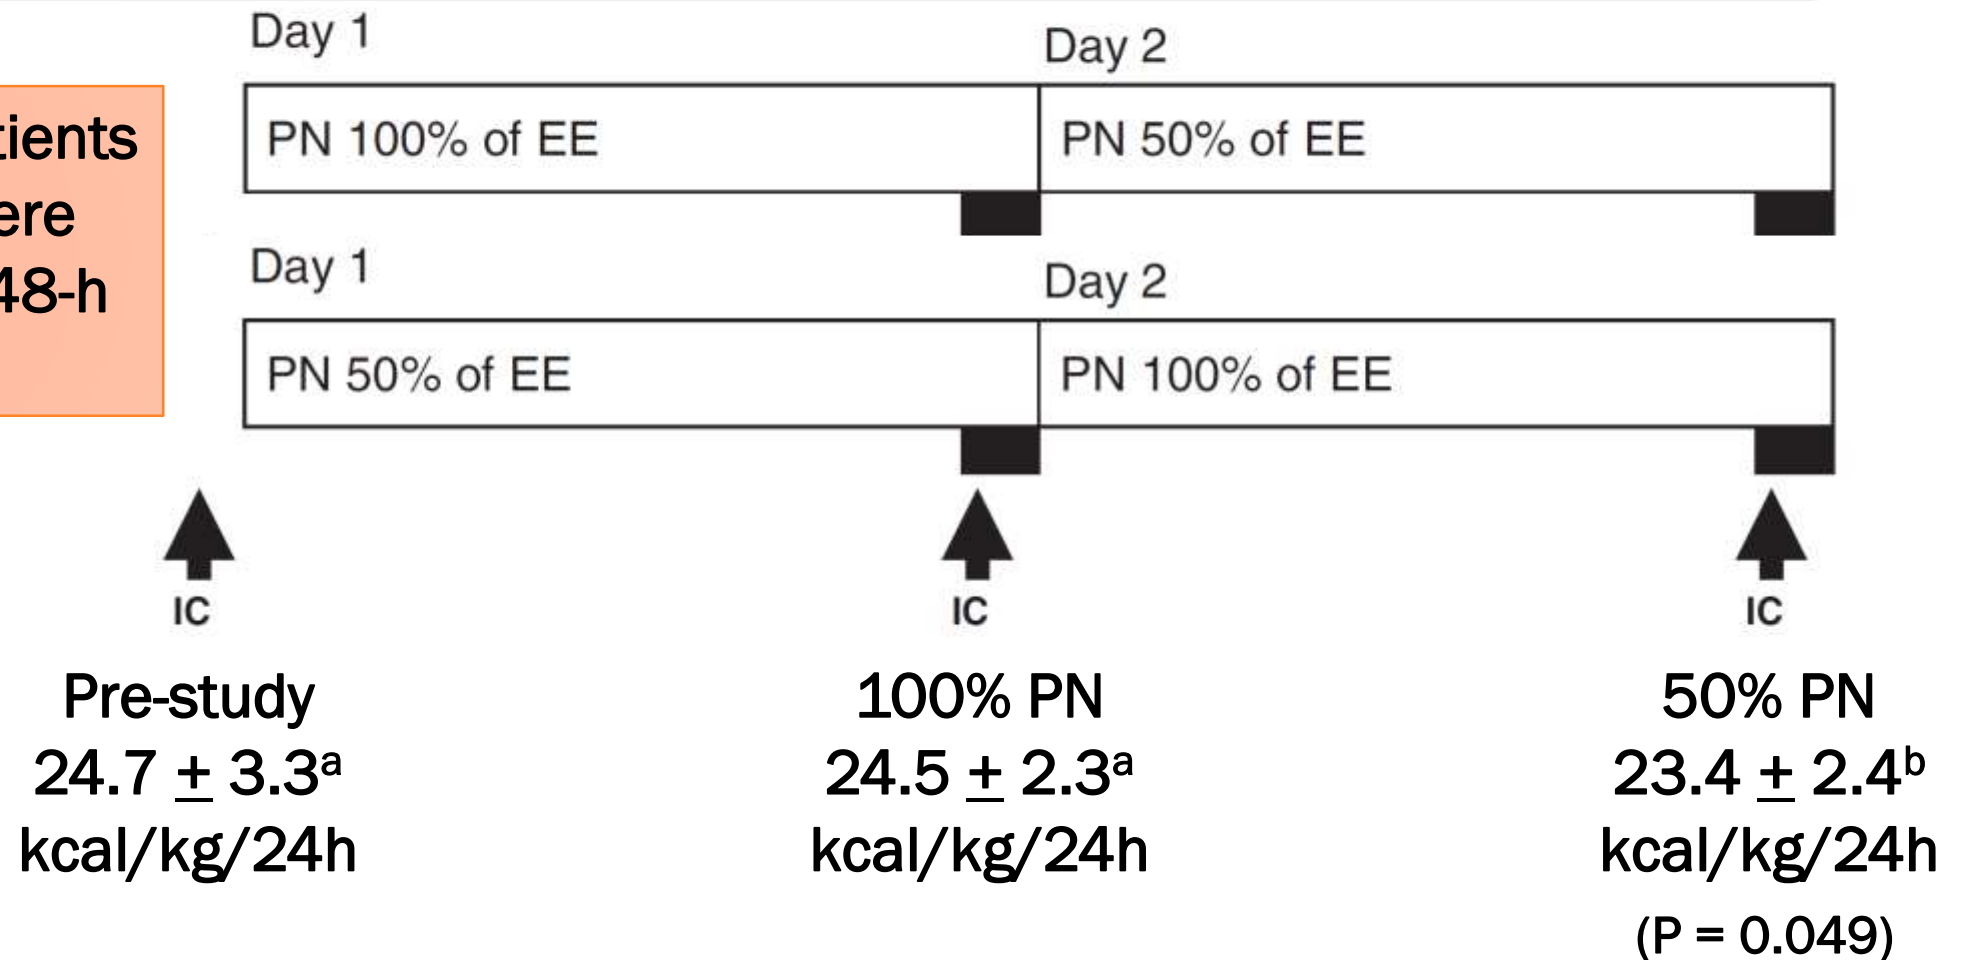 Day 1
Day 2
PN 100% of EE
PN 50% of EE
tients
ere
48-h
Day 1
Day 2
PN 50% of EE
PN 100% of EE
IC
IC
IC
Pre-study
24.7 ± 3.3ᵃ
kcal/kg/24h
100% PN
24.5 ± 2.3ᵃ
kcal/kg/24h
50% PN
23.4 ± 2.4ᵇ
kcal/kg/24h
(P = 0.049)